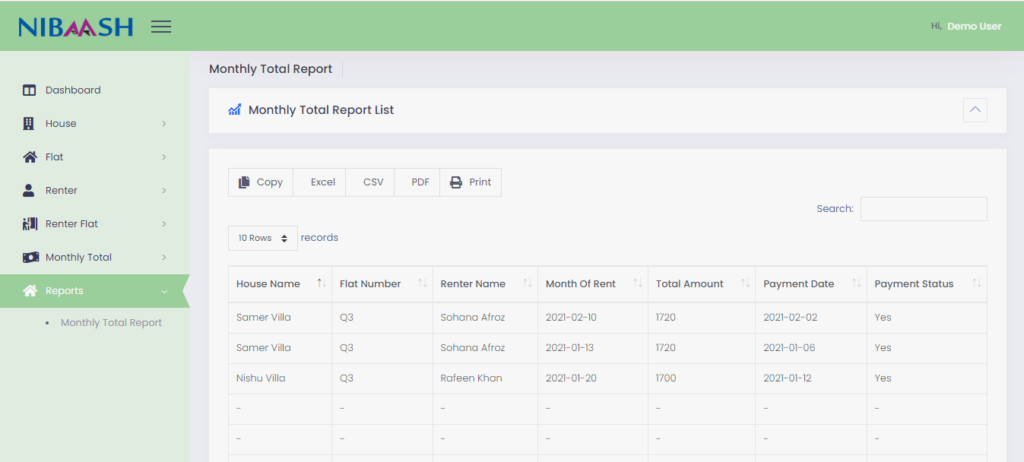 NIBAASH
Hi, Demo User
Dashboard
House
Flat
Renter
Renter Flat
Monthly Total
Reports
Monthly Total Report
Monthly Total Report
Monthly Total Report List
Copy Excel CSV PDF Print
Search:
10 Rows records
House Name Flat Number Renter Name Month Of Rent Total Amount Payment Date Payment Status
Samer Villa Q3 Sohana Afroz 2021-02-10 1720 2021-02-02 Yes
Samer Villa Q3 Sohana Afroz 2021-01-13 1720 2021-01-06 Yes
Nishu Villa Q3 Rafeen Khan 2021-01-20 1700 2021-01-12 Yes
- - - - - - -
- - - - - - -